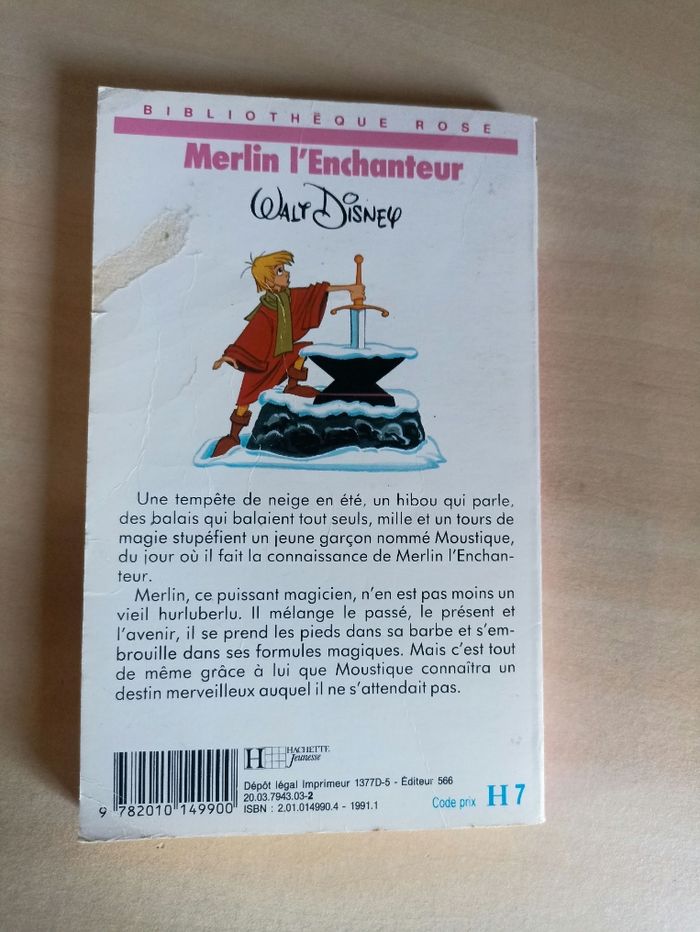 BIBLIOTHÈQUE ROSE
Merlin l'Enchanteur
WALT DISNEY
Une tempête de neige en été, un hibou qui parle,
des balais qui balaient tout seuls, mille et un tours de
magie stupéfient un jeune garçon nommé Moustique,
du jour où il fait la connaissance de Merlin l'Enchan-
teur.
Merlin, ce puissant magicien, n'en est pas moins un
vieil hurluberlu. Il mélange le passé, le présent et
l'avenir, il se prend les pieds dans sa barbe et s'em-
brouille dans ses formules magiques. Mais c'est tout
de même grâce à lui que Moustique connaîtra un
destin merveilleux auquel il ne s'attendait pas.
H HACHETTE
Jeunesse
Dépôt légal Imprimeur 1377D-5 - Éditeur 566
20.03.7943.03-2
ISBN : 2.01.014990.4 - 1991.1
Code prix H 7
9 782010 149900